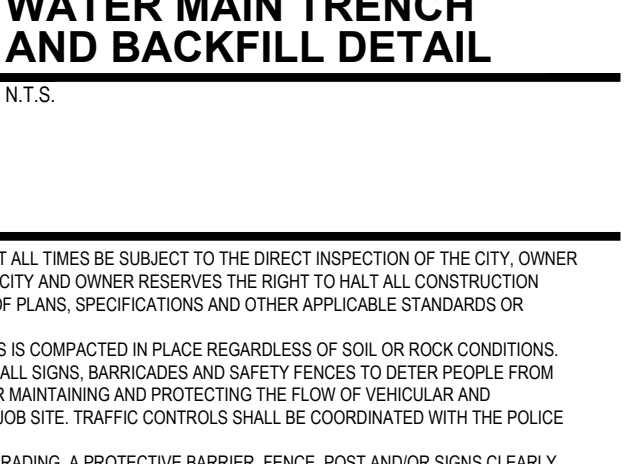 WATER MAIN TRENCH
AND BACKFILL DETAIL
N.T.S.
T ALL TIMES BE SUBJECT TO THE DIRECT INSPECTION OF THE CITY, OWNER
CITY AND OWNER RESERVES THE RIGHT TO HALT ALL CONSTRUCTION
OF PLANS, SPECIFICATIONS AND OTHER APPLICABLE STANDARDS OR
S IS COMPACTED IN PLACE REGARDLESS OF SOIL OR ROCK CONDITIONS.
ALL SIGNS, BARRICADES AND SAFETY FENCES TO DETER PEOPLE FROM
R MAINTAINING AND PROTECTING THE FLOW OF VEHICULAR AND
JOB SITE. TRAFFIC CONTROLS SHALL BE COORDINATED WITH THE POLICE
RADING, A PROTECTIVE BARRIER, FENCE, POST AND/OR SIGNS CLEARLY